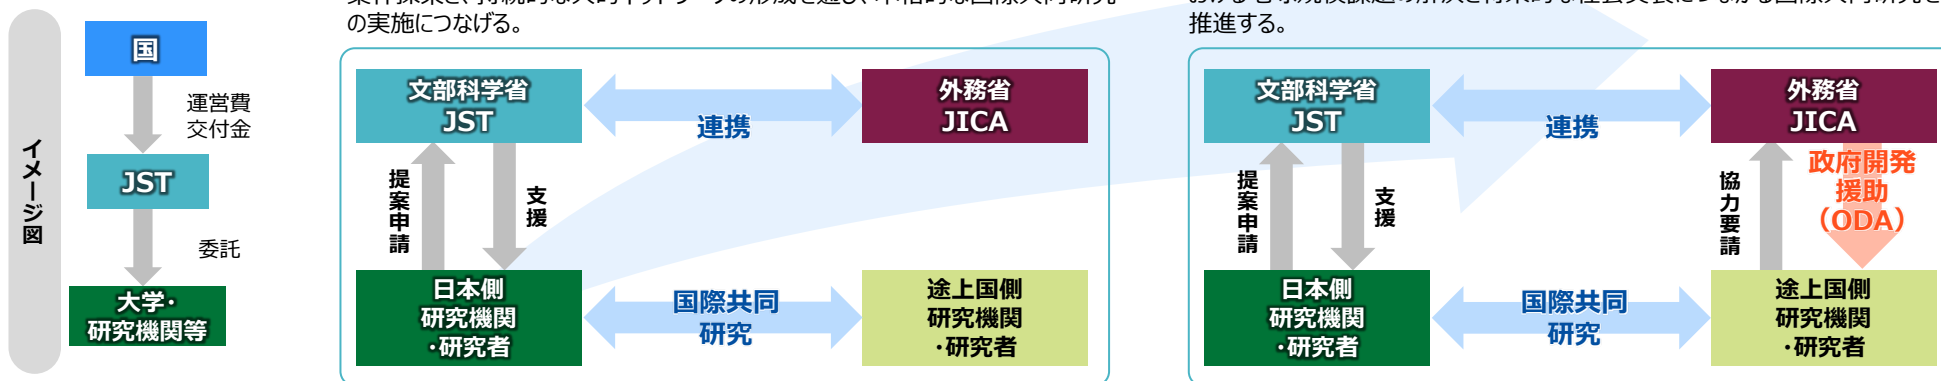 の実施につなげる。
推進する。
イメージ図
国
運営費
交付金
JST
委託
大学・
研究機関等
文部科学省
JST
連携
外務省
JICA
提案申請
支援
日本側
研究機関
・研究者
国際共同
研究
途上国側
研究機関
・研究者
文部科学省
JST
連携
外務省
JICA
提案申請
支援
協力要請
政府開発
援助
（ODA）
日本側
研究機関
・研究者
国際共同
研究
途上国側
研究機関
・研究者